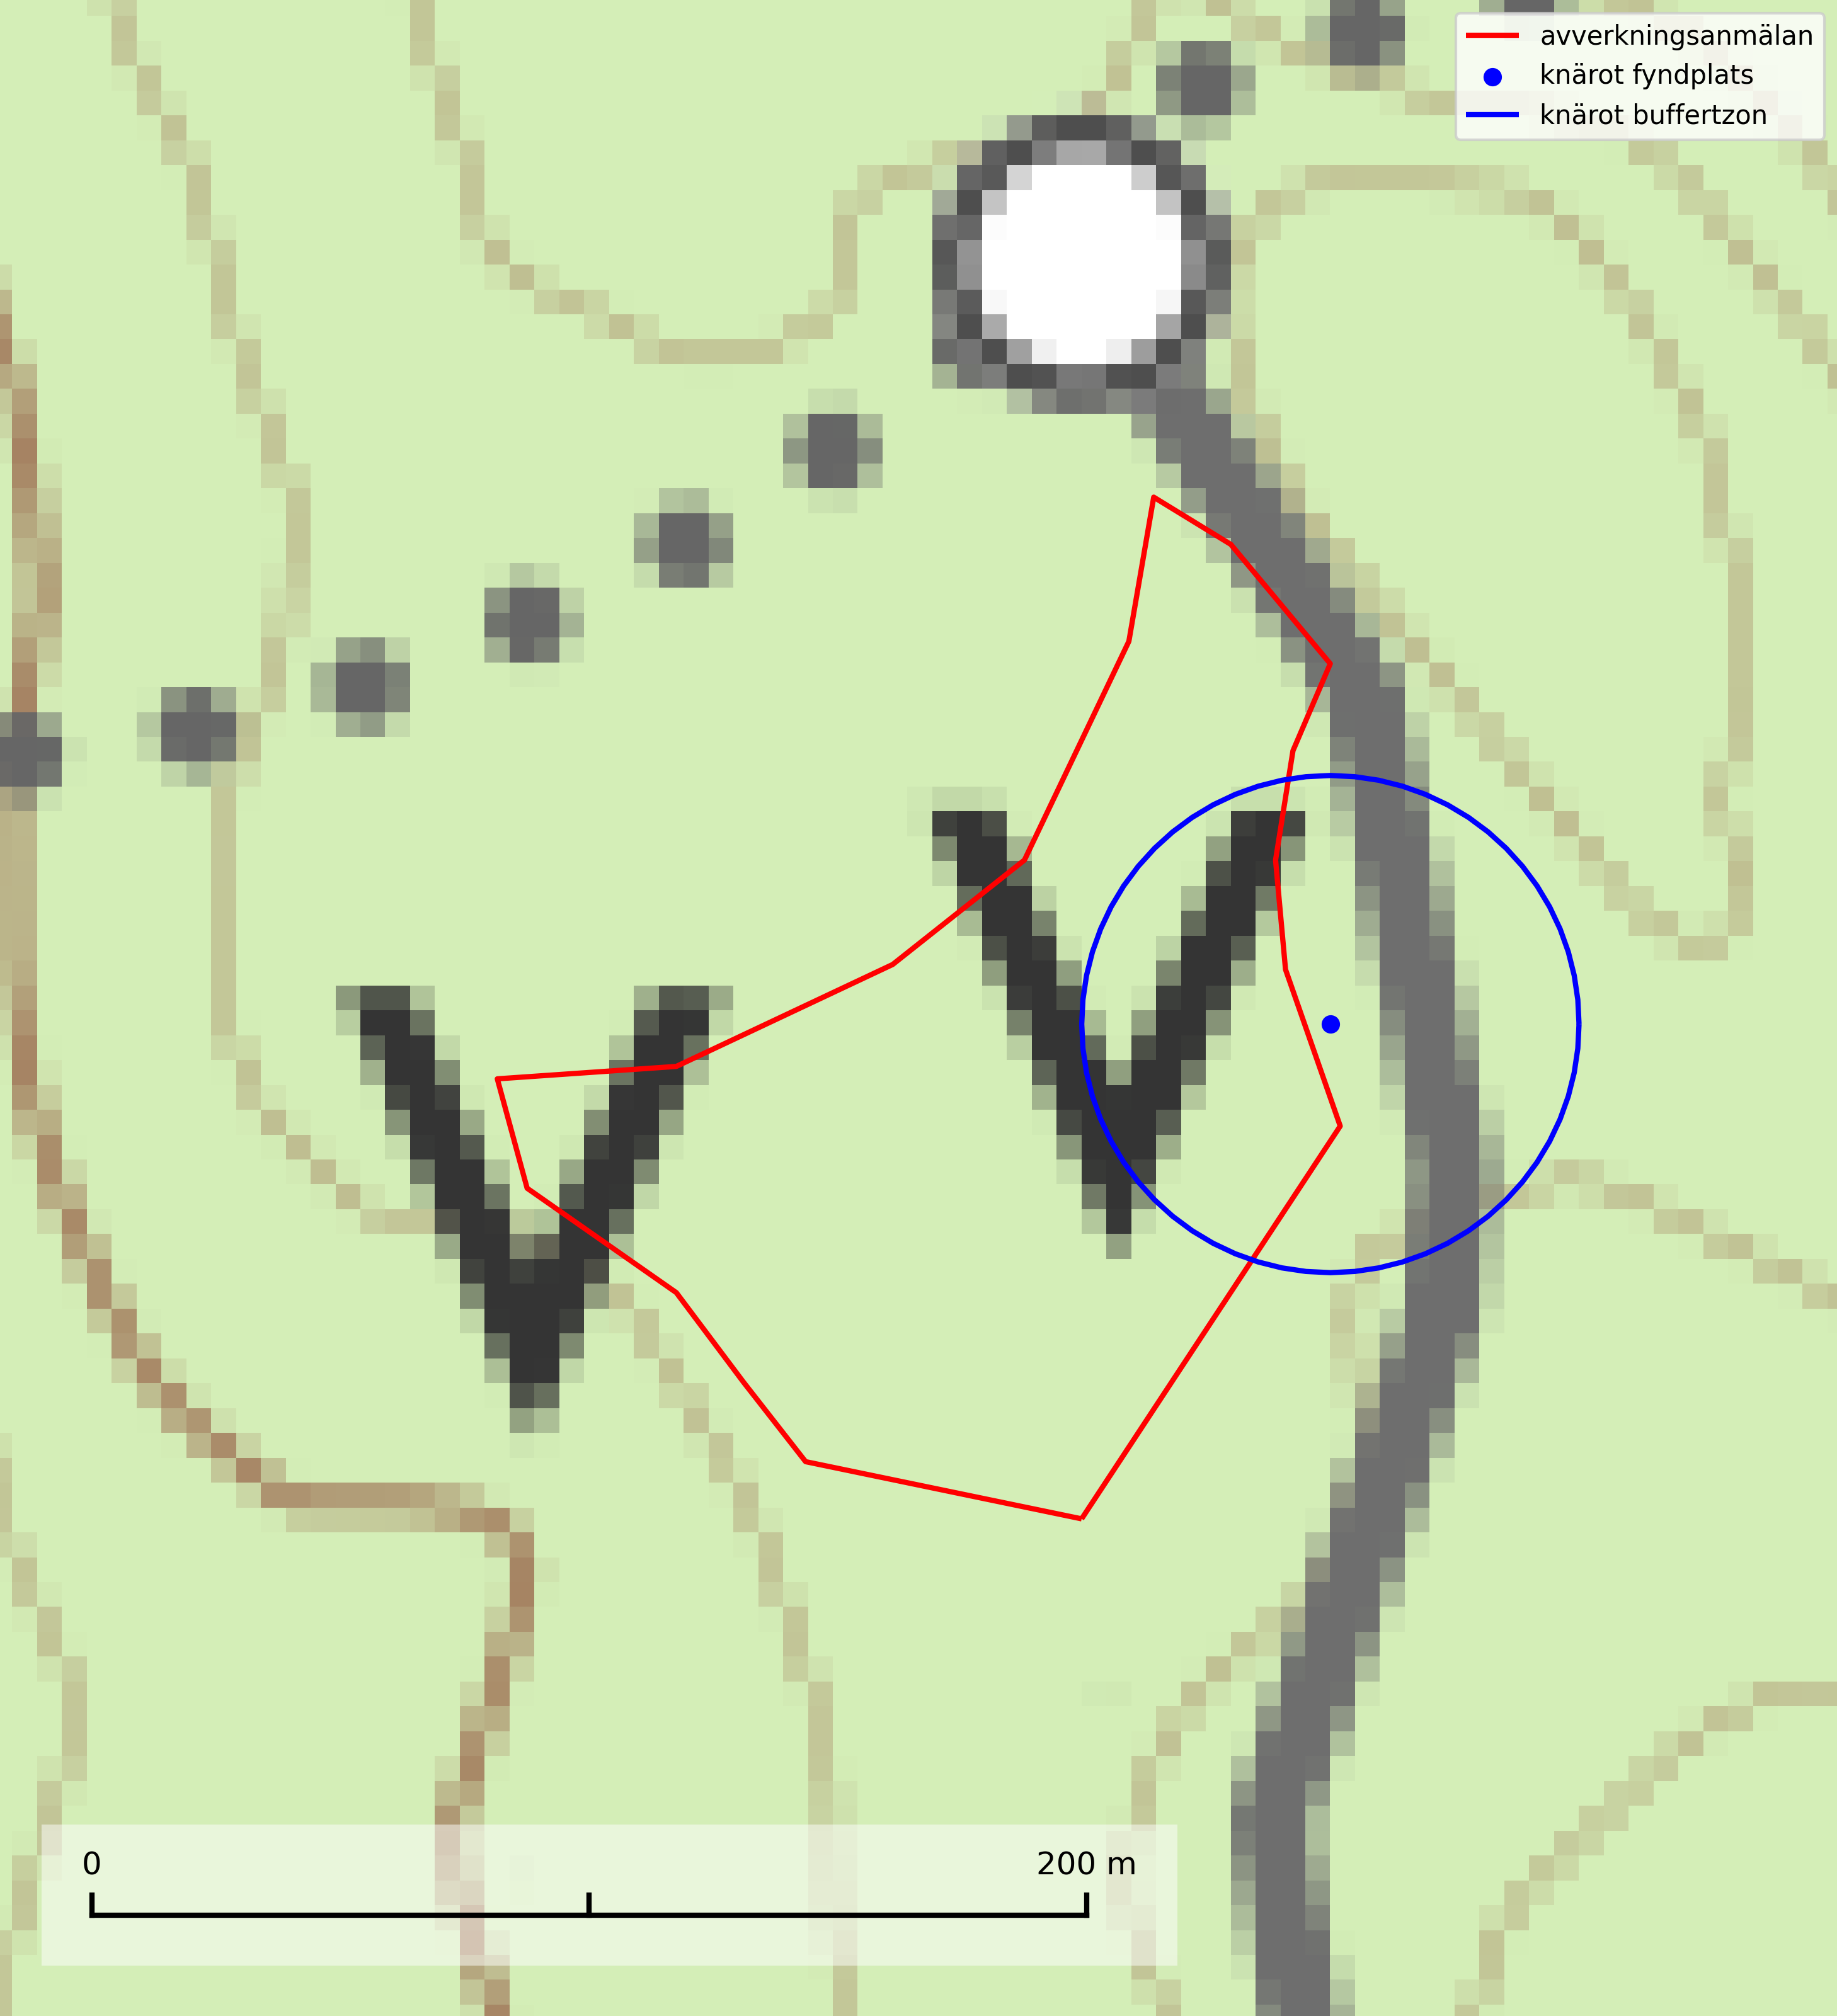 avverkningsanmälan
knärot fyndplats
knärot buffertzon
0 200 m